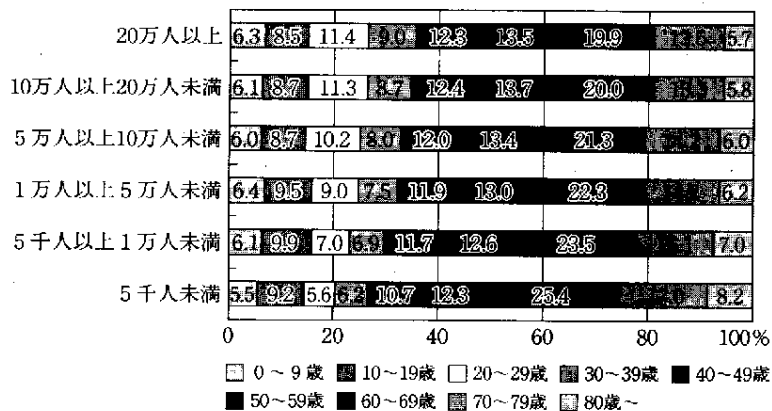 20万人以上 6.3 8.5 11.4 9.0 12.3 13.5 19.9 5.7
10万人以上20万人未満 6.1 8.7 11.3 8.7 12.4 13.7 20.0 5.8
5万人以上10万人未満 6.0 8.7 10.2 8.0 12.0 13.4 21.3 6.0
1万人以上5万人未満 6.4 9.5 9.0 7.5 11.9 13.0 22.3 6.2
5千人以上1万人未満 6.1 9.9 7.0 6.9 11.7 12.6 23.5 7.0
5千人未満 5.5 9.2 5.6 6.2 10.7 12.3 25.4 8.2
0 20 40 60 80 100%
0～9歳 10～19歳 20～29歳 30～39歳 40～49歳
50～59歳 60～69歳 70～79歳 80歳～